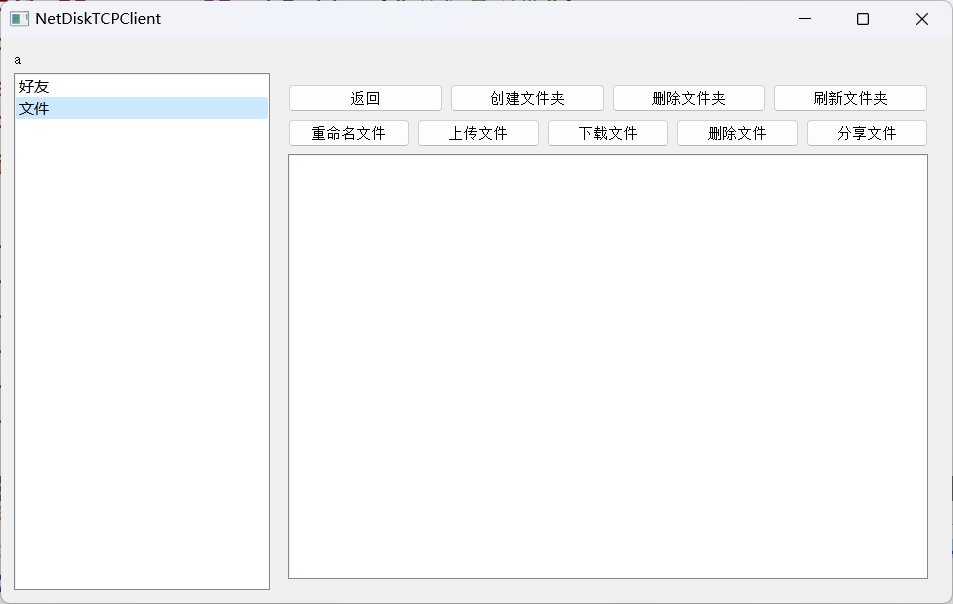 NetDiskTCPClient
a
好友
文件
返回 创建文件夹 删除文件夹 刷新文件夹
重命名文件 上传文件 下载文件 删除文件 分享文件